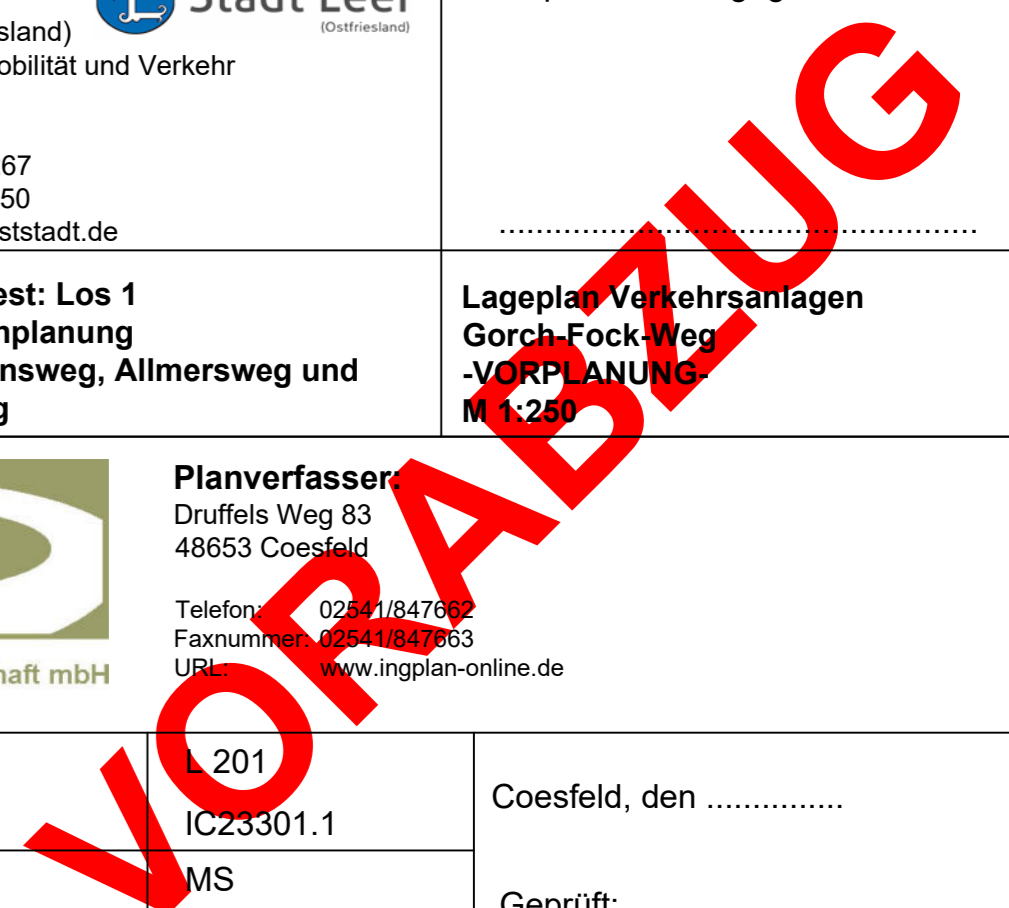 Stadt Leer
(Ostfriesland)
sland)
obilität und Verkehr
67
50
ststadt.de
.....................................................
est: Los 1
nplanung
nsweg, Allmersweg und
g
Lageplan Verkehrsanlagen
Gorch-Fock-Weg
-VORPLANUNG-
M 1:250
Planverfasser:
Druffels Weg 83
48653 Coesfeld
Telefon: 02541/847662
Faxnummer: 02541/847663
URL: www.ingplan-online.de
haft mbH
L 201
IC23301.1
MS
Coesfeld, den ...............
Geprüft:
VORABZUG